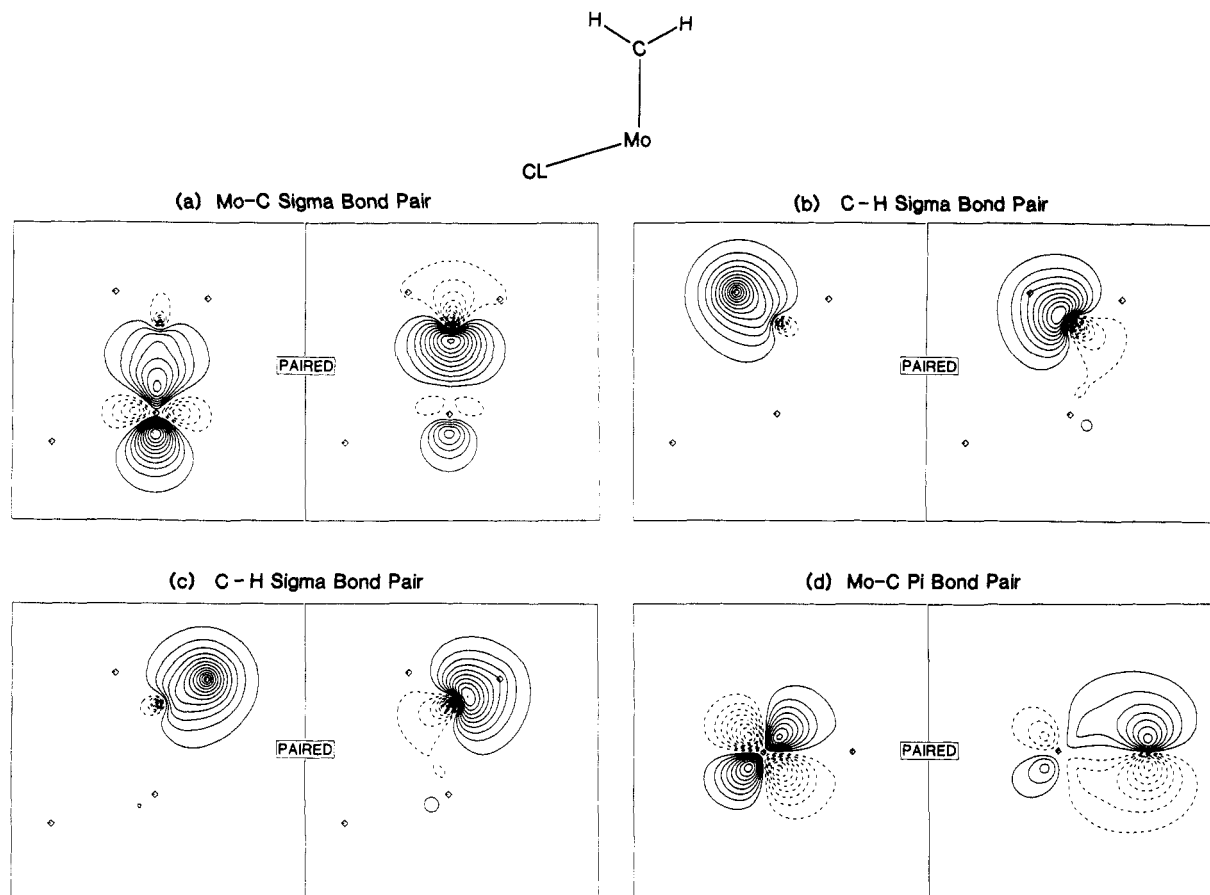 H H
C
Mo
CL
(a) Mo-C Sigma Bond Pair
(b) C-H Sigma Bond Pair
PAIRED
PAIRED
(c) C-H Sigma Bond Pair
(d) Mo-C Pi Bond Pair
PAIRED
PAIRED